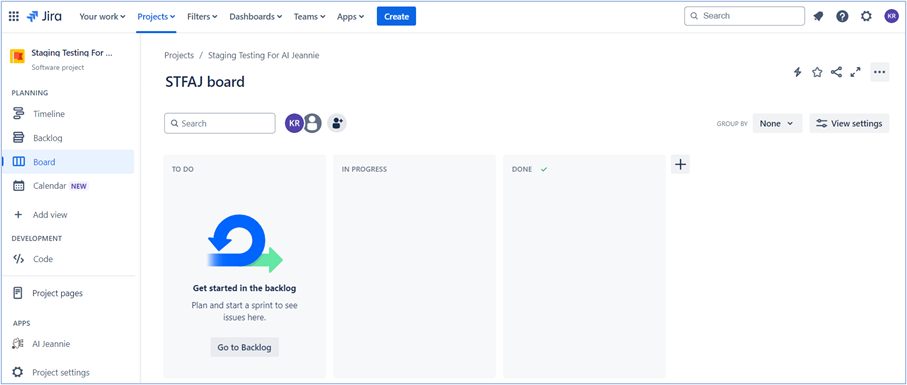 Jira Your work Projects Filters Dashboards Teams Apps Create Search KR
Staging Testing For ...
Software project
PLANNING
Timeline
Backlog
Board
Calendar NEW
Add view
DEVELOPMENT
Code
Project pages
APPS
AI Jeannie
Project settings
Projects / Staging Testing For AI Jeannie
STFAJ board
Search KR GROUP BY None View settings
TO DO IN PROGRESS DONE
Get started in the backlog
Plan and start a sprint to see
issues here.
Go to Backlog